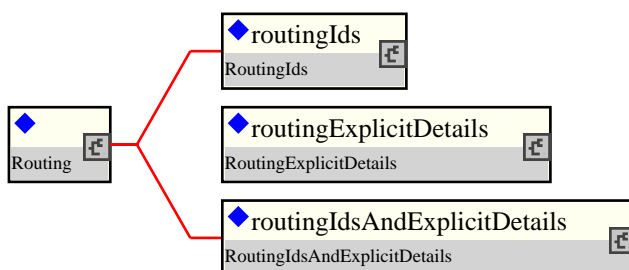 routingIds
RoutingIds
Routing
routingExplicitDetails
RoutingExplicitDetails
routingIdsAndExplicitDetails
RoutingIdsAndExplicitDetails